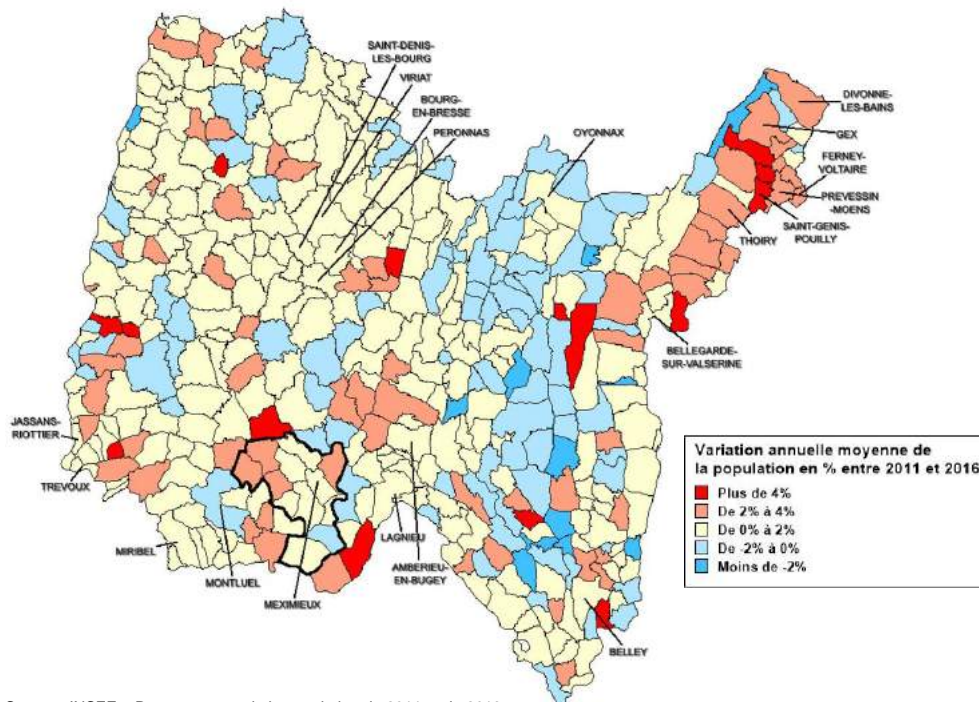 SAINT-DENIS-
LES-BOURG
VIRIAT
BOURG-
EN-BRESSE
PERONNAS
OYONNAX
DIVONNE-
LES-BAINS
GEX
FERNEY-
VOLTAIRE
PREVESSIN
-MOENS
SAINT-GENIS-
POUILLY
THOIRY
BELLEGARDE-
SUR-VALSERINE
JASSANS-
RIOTTIER
TREVOUX
MIRIBEL
MONTLUEL
MEXIMIEUX
LAGNIEU
AMBERIEU-
EN-BUGEY
BELLEY
Variation annuelle moyenne de
la population en % entre 2011 et 2016
Plus de 4%
De 2% à 4%
De 0% à 2%
De -2% à 0%
Moins de -2%